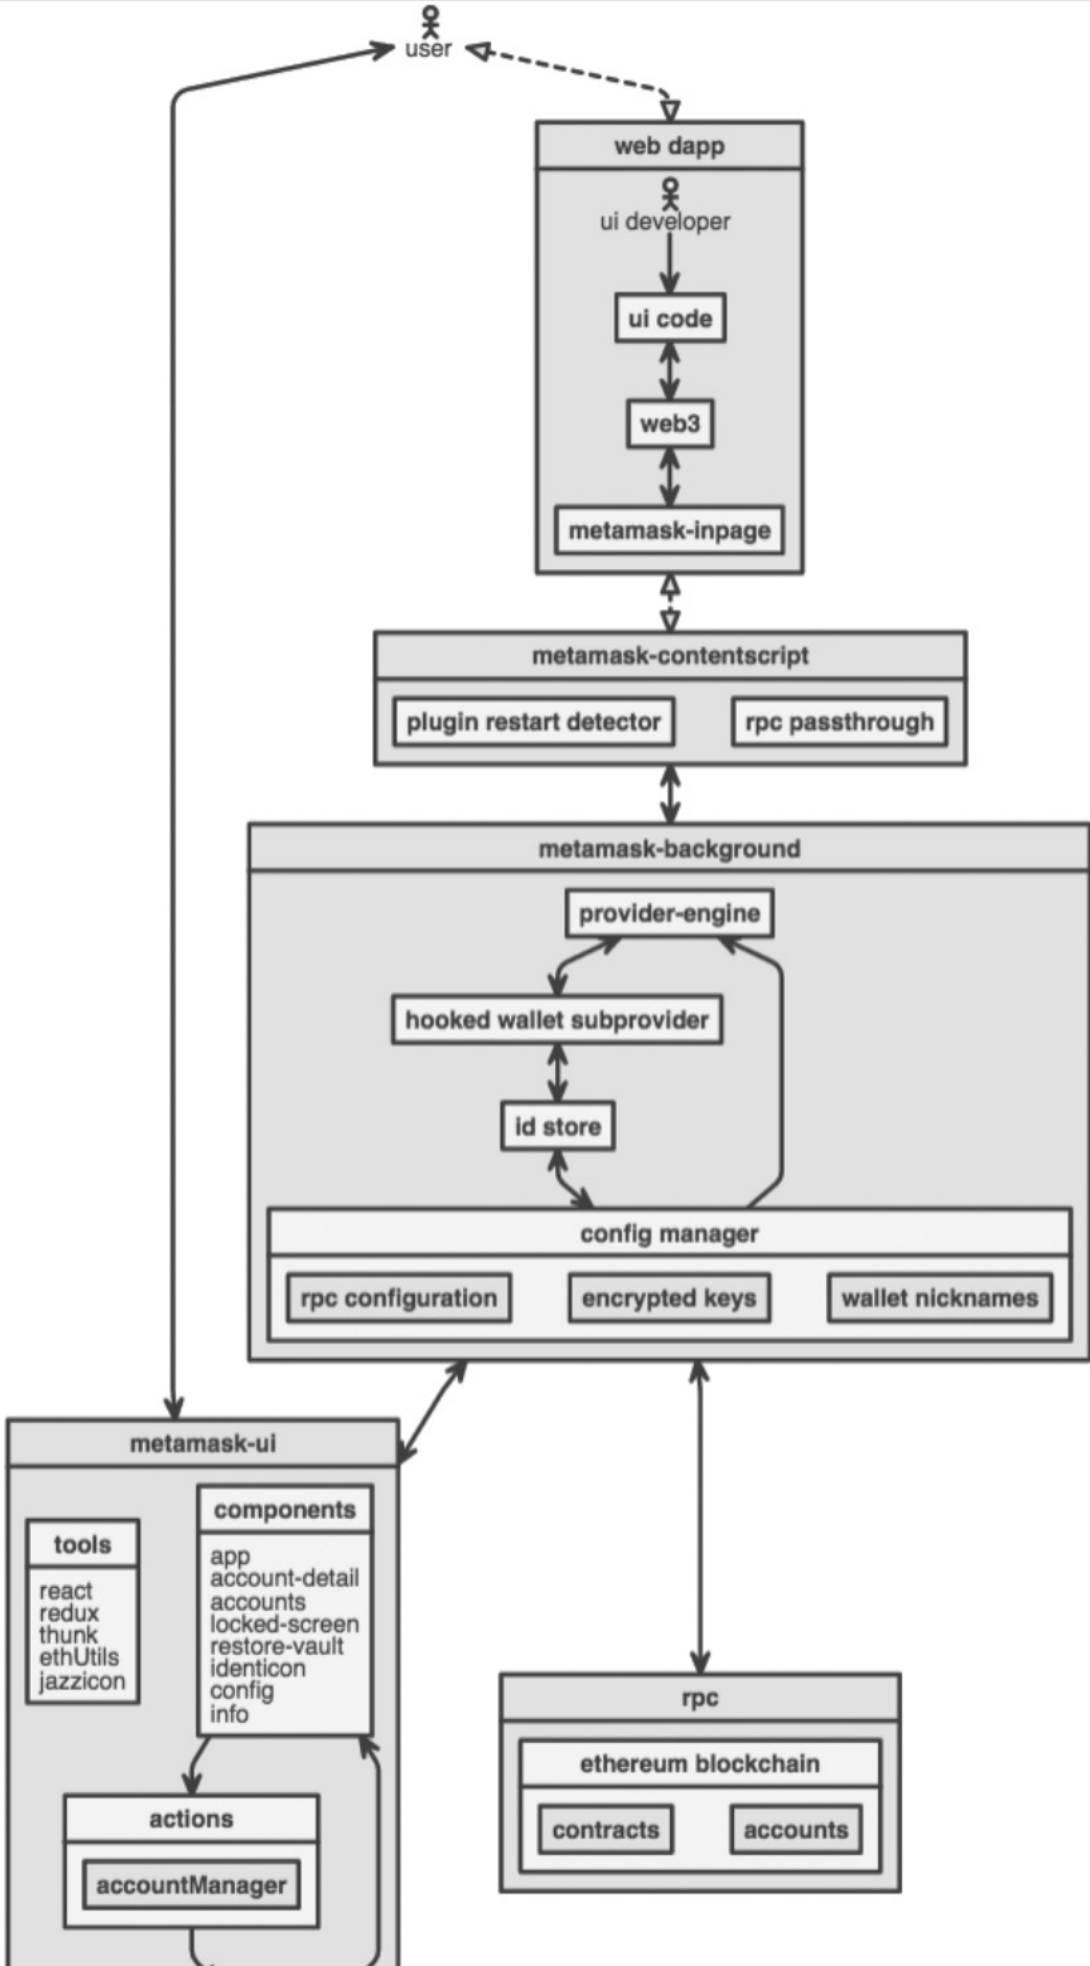 user
web dapp
ui developer
ui code
web3
metamask-inpage
metamask-contentscript
plugin restart detector
rpc passthrough
metamask-background
provider-engine
hooked wallet subprovider
id store
config manager
rpc configuration
encrypted keys
wallet nicknames
metamask-ui
tools
react
redux
thunk
ethUtils
jazzicon
components
app
account-detail
accounts
locked-screen
restore-vault
identicon
config
info
actions
accountManager
rpc
ethereum blockchain
contracts
accounts